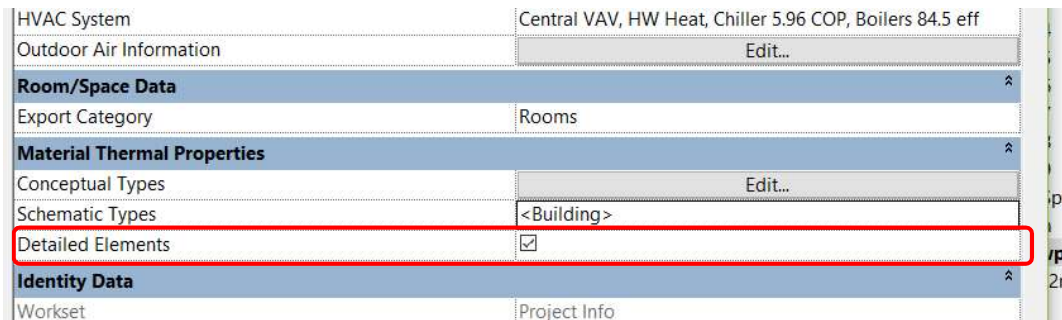 HVAC System Central VAV, HW Heat, Chiller 5.96 COP, Boilers 84.5 eff
Outdoor Air Information Edit...
Room/Space Data
Export Category Rooms
Material Thermal Properties
Conceptual Types Edit...
Schematic Types <Building>
Detailed Elements
Identity Data
Workset Project Info